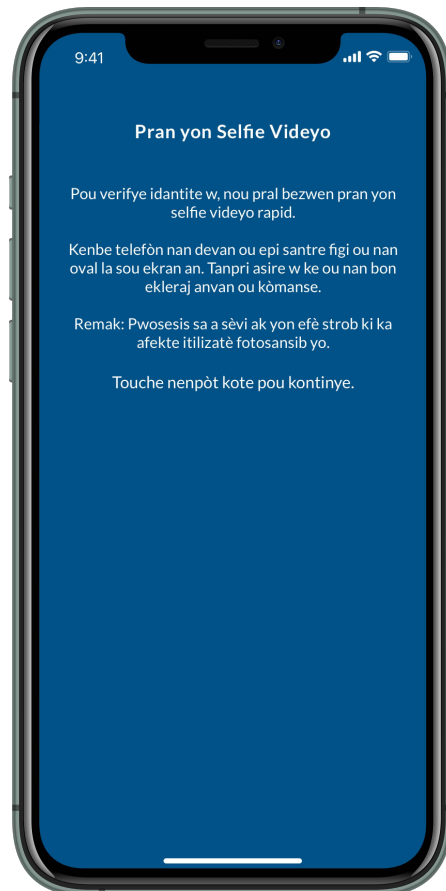 9:41
Pran yon Selfie Videyo
Pou verifye idantite w, nou pral bezwen pran yon
selfie videyo rapid.
Kenbe telefòn nan devan ou epi santre figi ou nan
oval la sou ekran an. Tanpri asire w ke ou nan bon
ekleraj anvan ou kòmanse.
Remak: Pwosesis sa a sèvi ak yon efè strob ki ka
afekte itilizatè fotosansib yo.
Touche nenpòt kote pou kontinye.